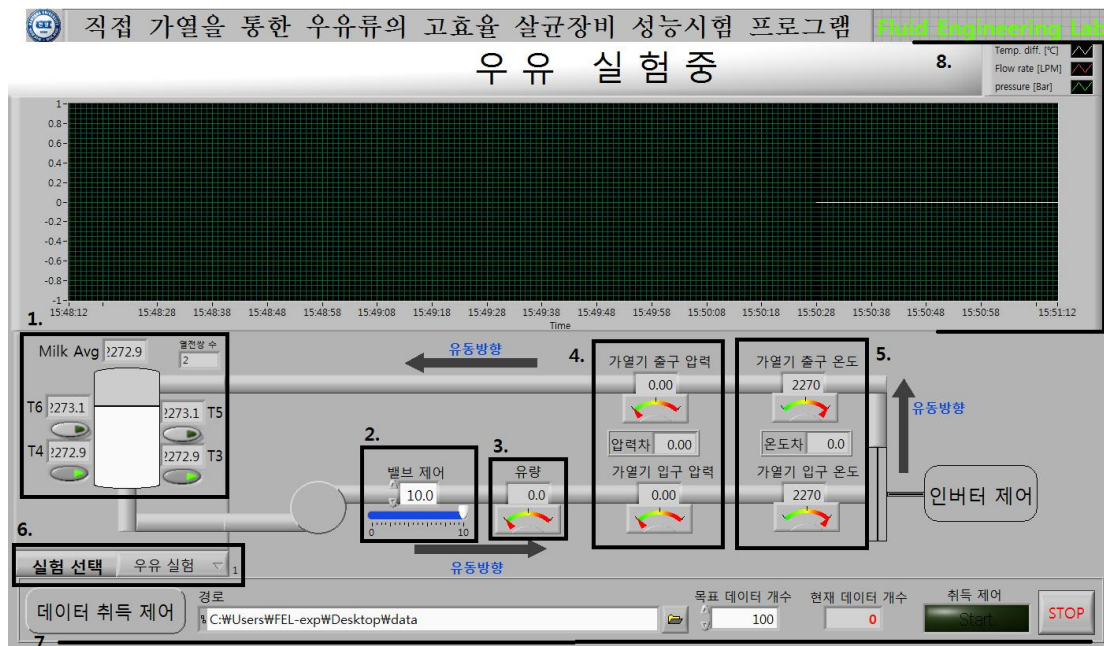 직접 가열을 통한 우유류의 고효율 살균장비 성능시험 프로그램
Fluid Engineering Lab
우유 실험중
8.
Temp. diff. [℃]
Flow rate [LPM]
pressure [Bar]
1
0.8
0.6
0.4
0.2
0
-0.2
-0.4
-0.6
-0.8
-1
15:48:12 15:48:28 15:48:38 15:48:48 15:48:58 15:49:08 15:49:18 15:49:28 15:49:38 15:49:48 15:49:58 15:50:08 15:50:18 15:50:28 15:50:38 15:50:48 15:50:58 15:51:12
Time
1.
Milk Avg 2272.9
열전쌍 수
2
T6 2273.1
2273.1 T5
T4 2272.9
2272.9 T3
유동방향
2.
밸브 제어
10.0
0 10
유동방향
3.
유량
0.0
4.
가열기 출구 압력
0.00
압력차 0.00
가열기 입구 압력
0.00
5.
가열기 출구 온도
2270
온도차 0.0
가열기 입구 온도
2270
유동방향
인버터 제어
6.
실험 선택 우유 실험
1
데이터 취득 제어
경로
C:₩Users₩FEL-exp₩Desktop₩data
목표 데이터 개수
100
현재 데이터 개수
0
취득 제어
Start
STOP
7